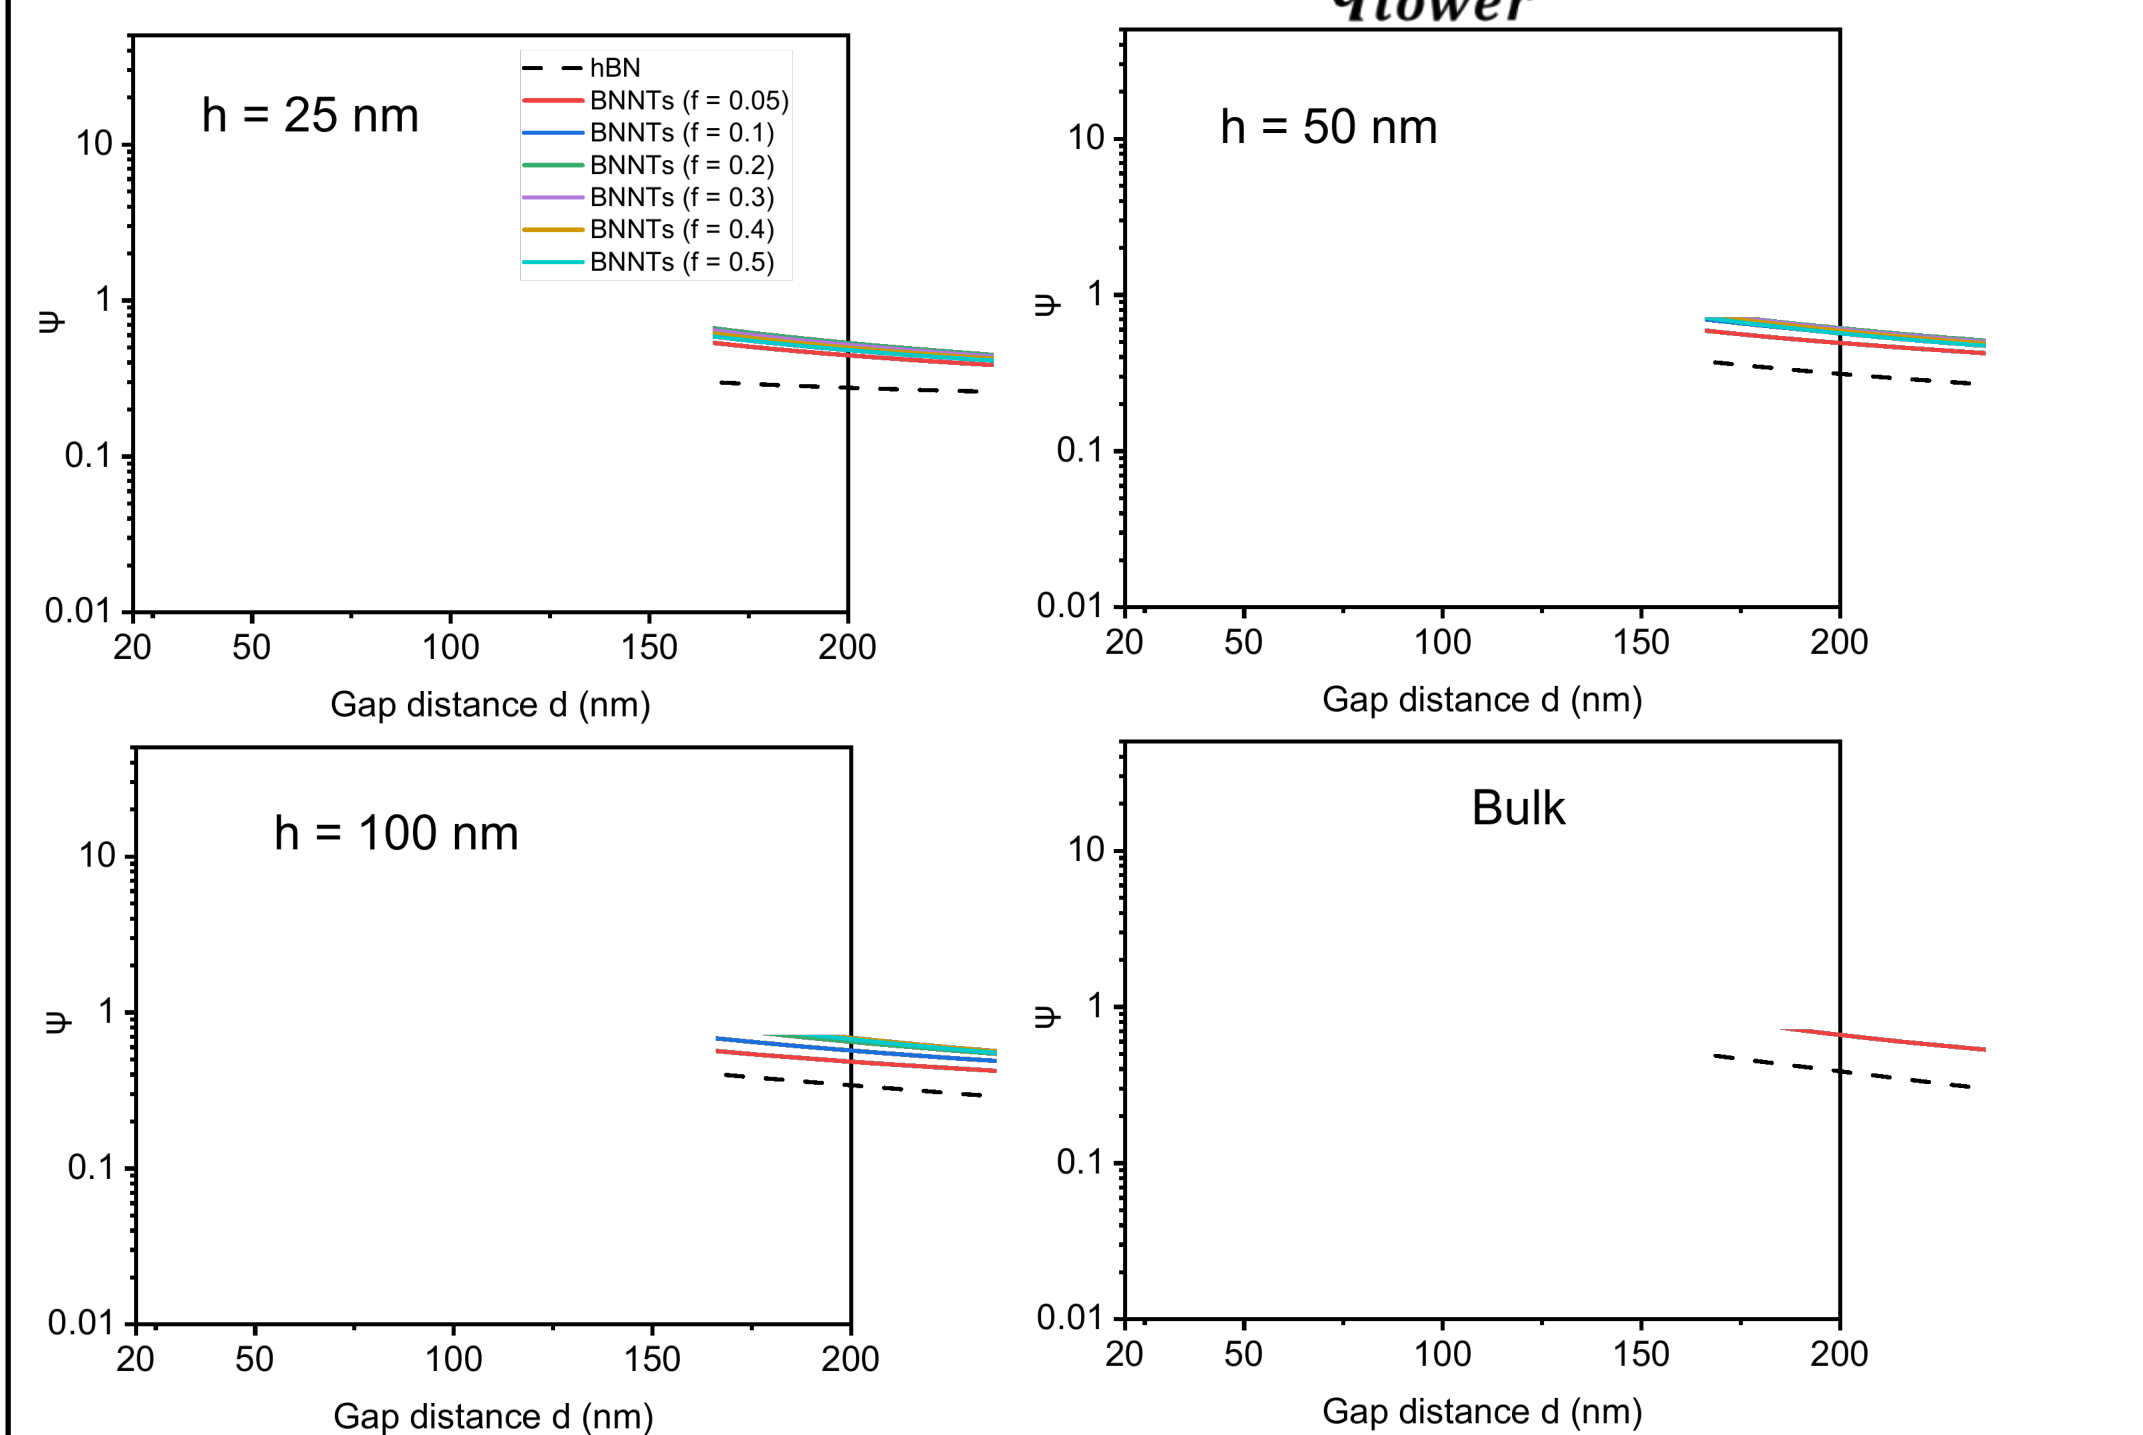 qlower
h = 25 nm
hBN
BNNTs (f = 0.05)
BNNTs (f = 0.1)
BNNTs (f = 0.2)
BNNTs (f = 0.3)
BNNTs (f = 0.4)
BNNTs (f = 0.5)
10
1
0.1
0.01
ψ
20 50 100 150 200
Gap distance d (nm)
h = 50 nm
10
1
0.1
0.01
ψ
20 50 100 150 200
Gap distance d (nm)
h = 100 nm
10
1
0.1
0.01
ψ
20 50 100 150 200
Gap distance d (nm)
Bulk
10
1
0.1
0.01
ψ
20 50 100 150 200
Gap distance d (nm)